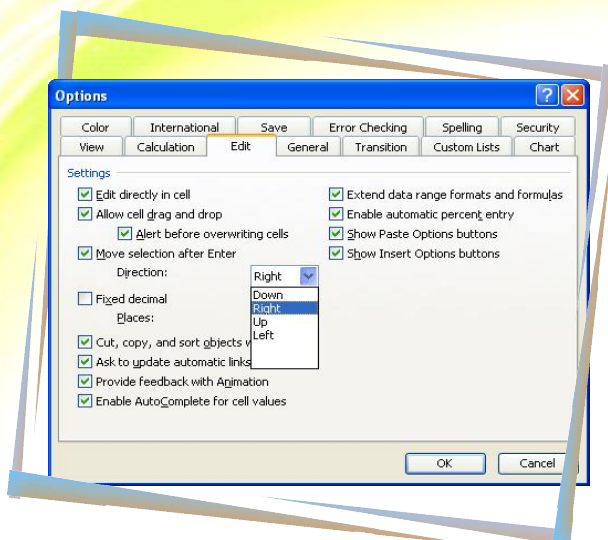 Options
Color International Save Error Checking Spelling Security
View Calculation Edit General Transition Custom Lists Chart
Settings
Edit directly in cell Extend data range formats and formulas
Allow cell drag and drop Enable automatic percent entry
Alert before overwriting cells Show Paste Options buttons
Move selection after Enter Show Insert Options buttons
Direction: Right
Down
Fixed decimal Right
Places: Up
Left
Cut, copy, and sort objects
Ask to update automatic links
Provide feedback with Animation
Enable AutoComplete for cell values
OK Cancel